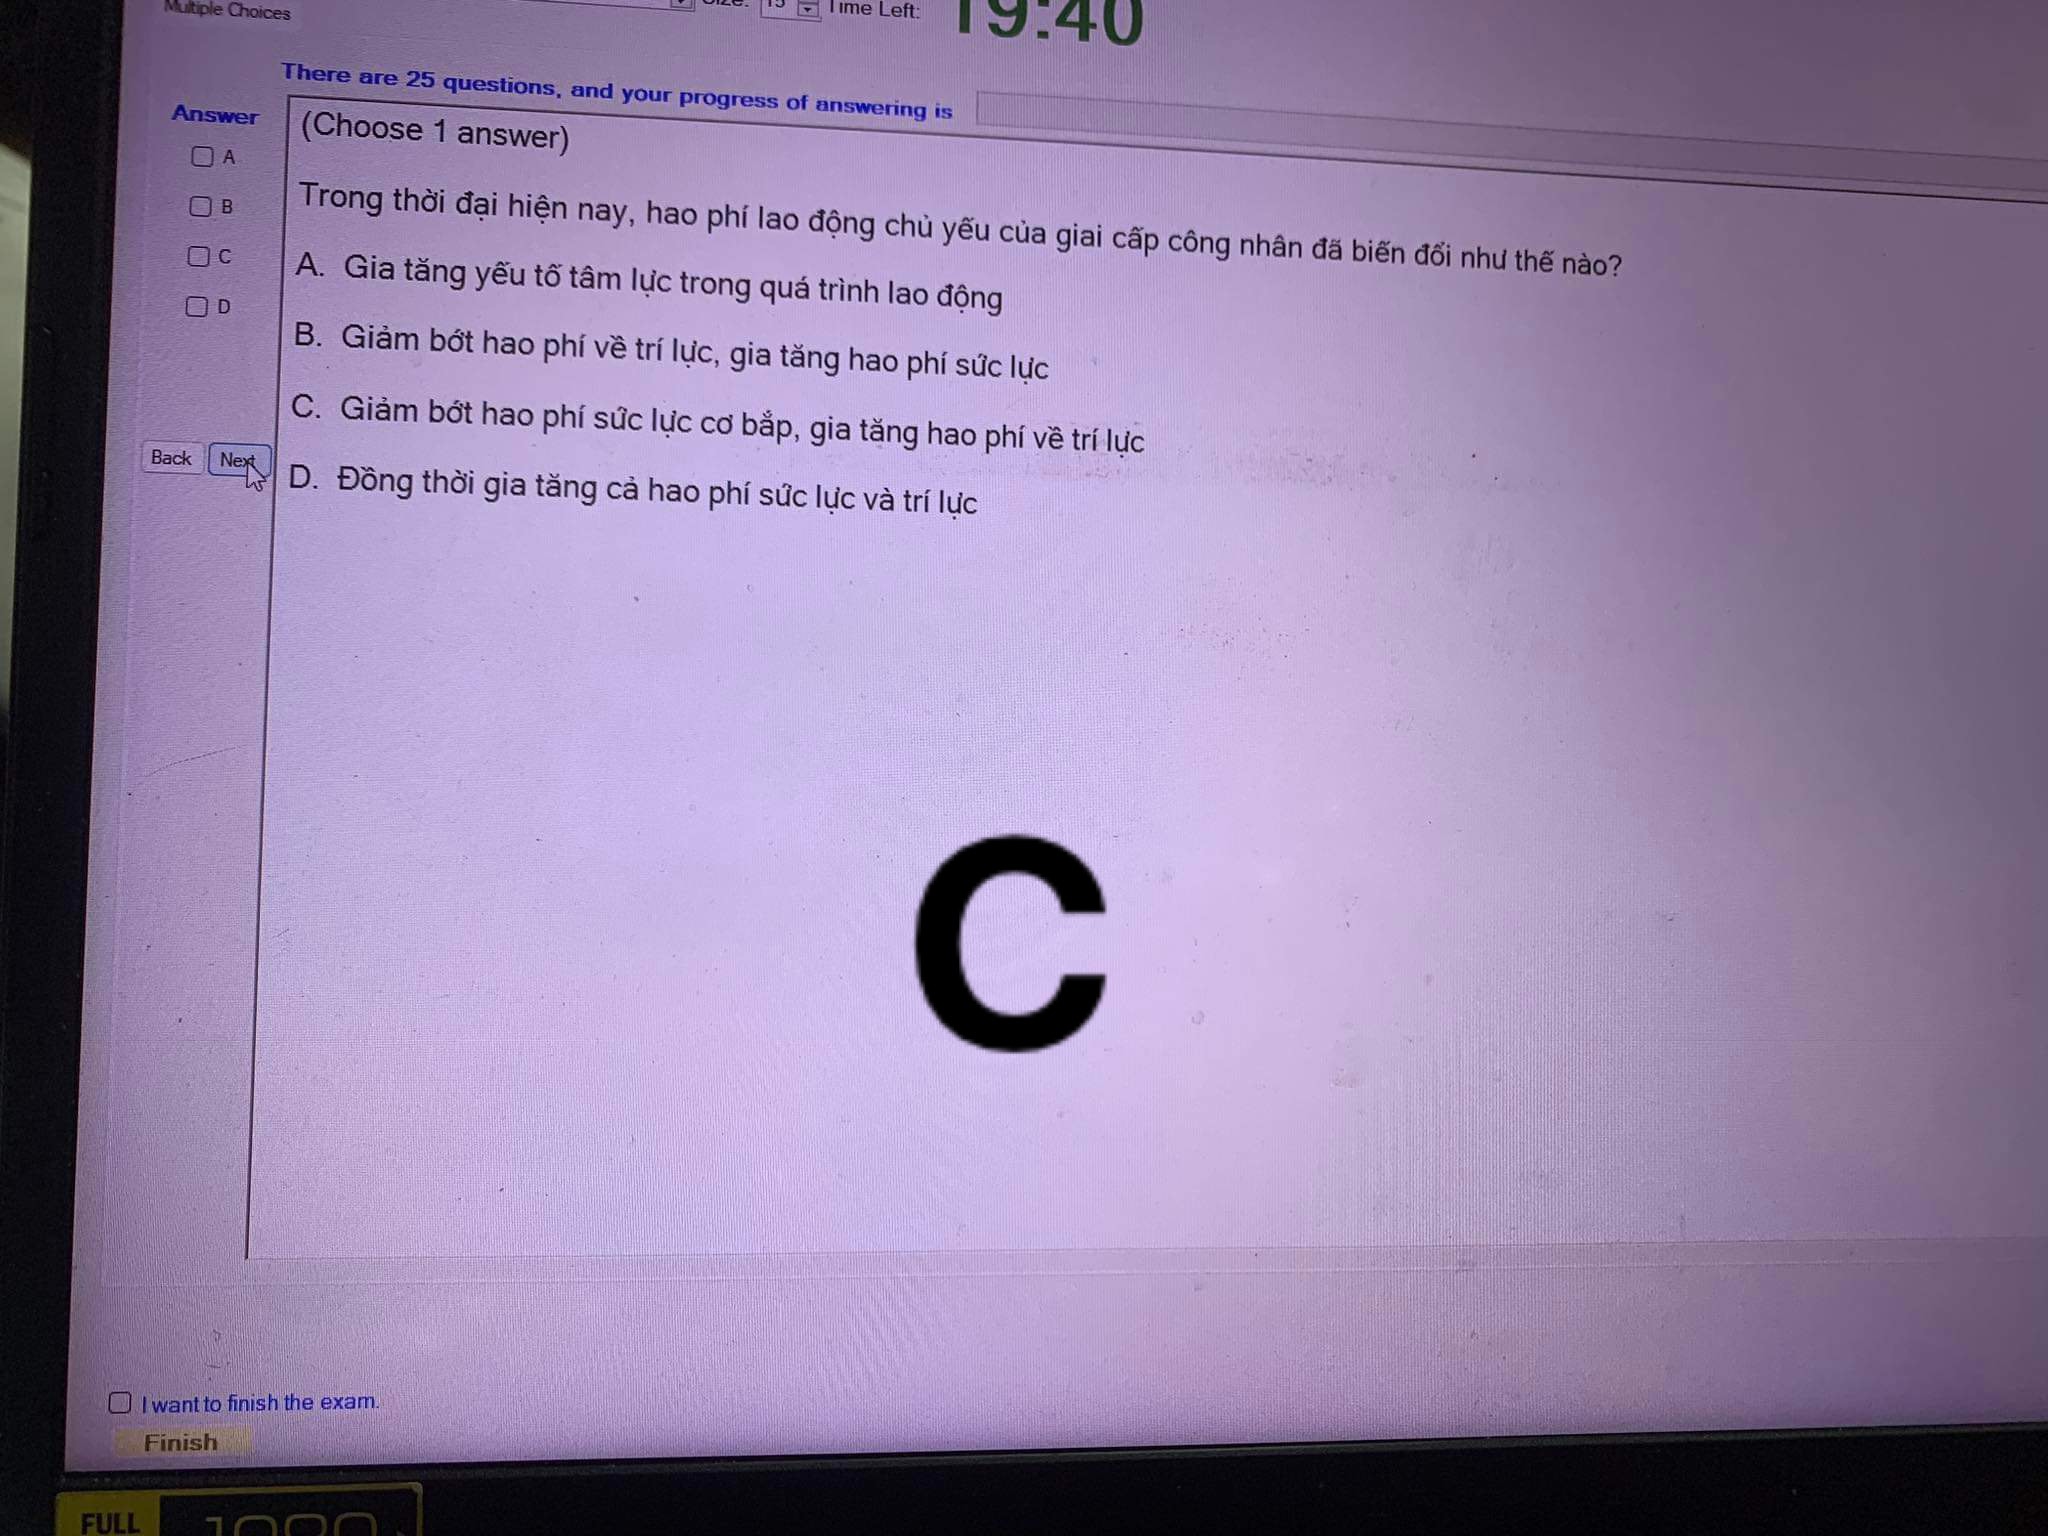 Multiple Choices
Size: 15 Time Left: 19:40
There are 25 questions, and your progress of answering is
Answer
A
B
C
D
Back Next
(Choose 1 answer)
Trong thời đại hiện nay, hao phí lao động chủ yếu của giai cấp công nhân đã biến đổi như thế nào?
A. Gia tăng yếu tố tâm lực trong quá trình lao động
B. Giảm bớt hao phí về trí lực, gia tăng hao phí sức lực
C. Giảm bớt hao phí sức lực cơ bắp, gia tăng hao phí về trí lực
D. Đồng thời gia tăng cả hao phí sức lực và trí lực
C
I want to finish the exam.
Finish
FULL 1080